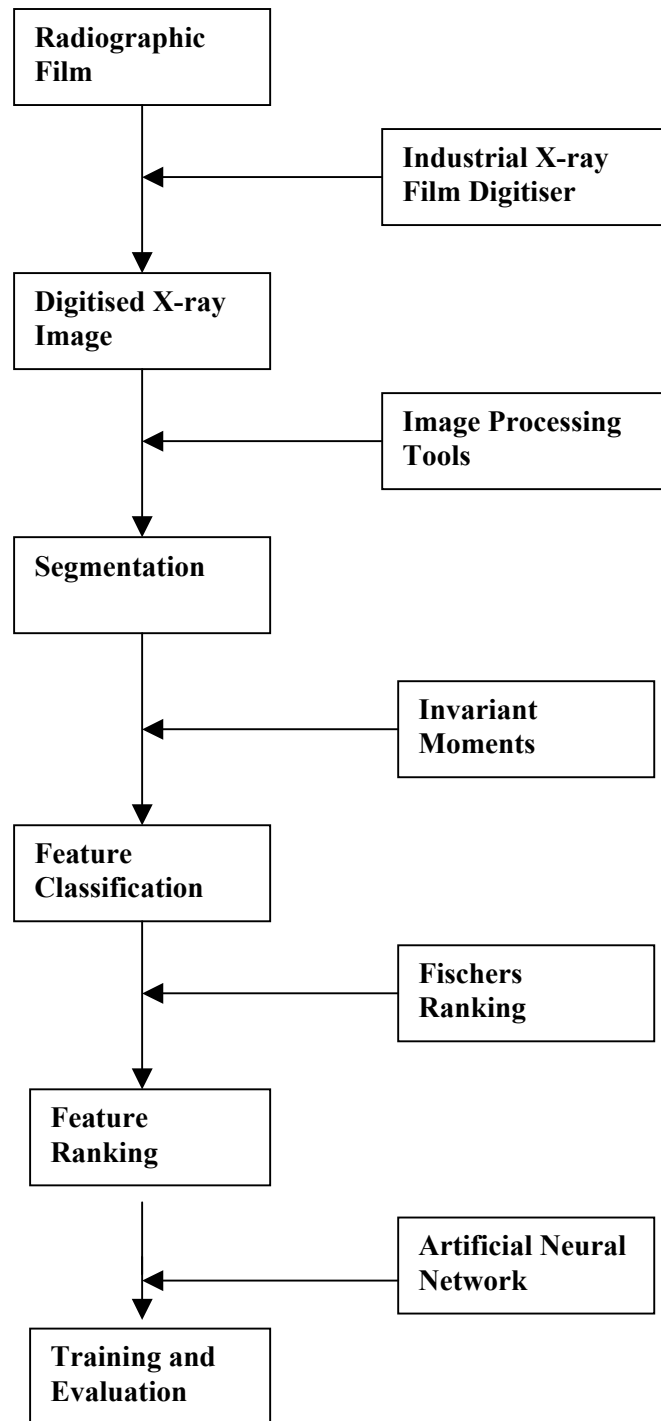 Radiographic
Film
Industrial X-ray
Film Digitiser
Digitised X-ray
Image
Image Processing
Tools
Segmentation
Invariant
Moments
Feature
Classification
Fischers
Ranking
Feature
Ranking
Artificial Neural
Network
Training and
Evaluation